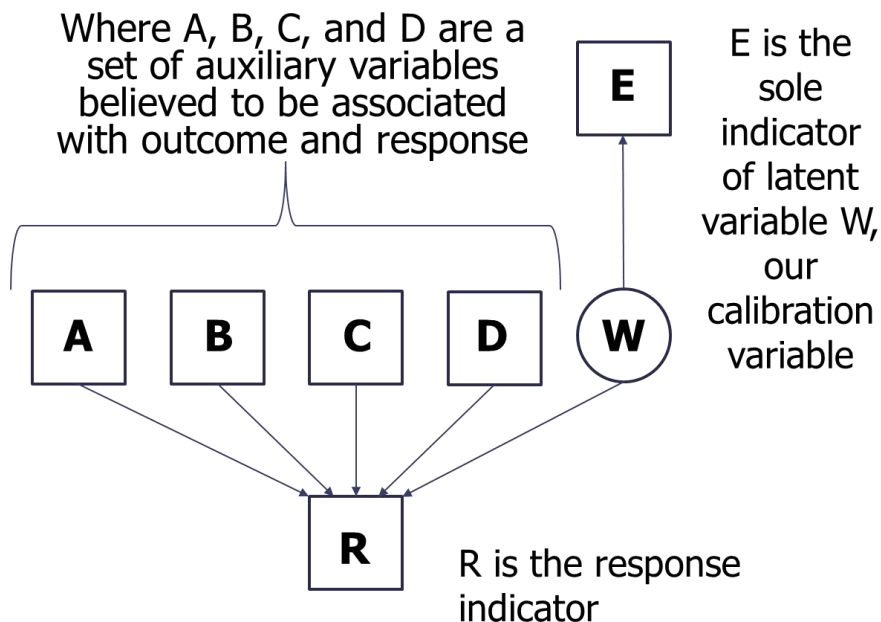 Where A, B, C, and D are a
set of auxiliary variables
believed to be associated
with outcome and response
E
E is the
sole
indicator
of latent
variable W,
our
calibration
variable
A B C D W
R
R is the response
indicator